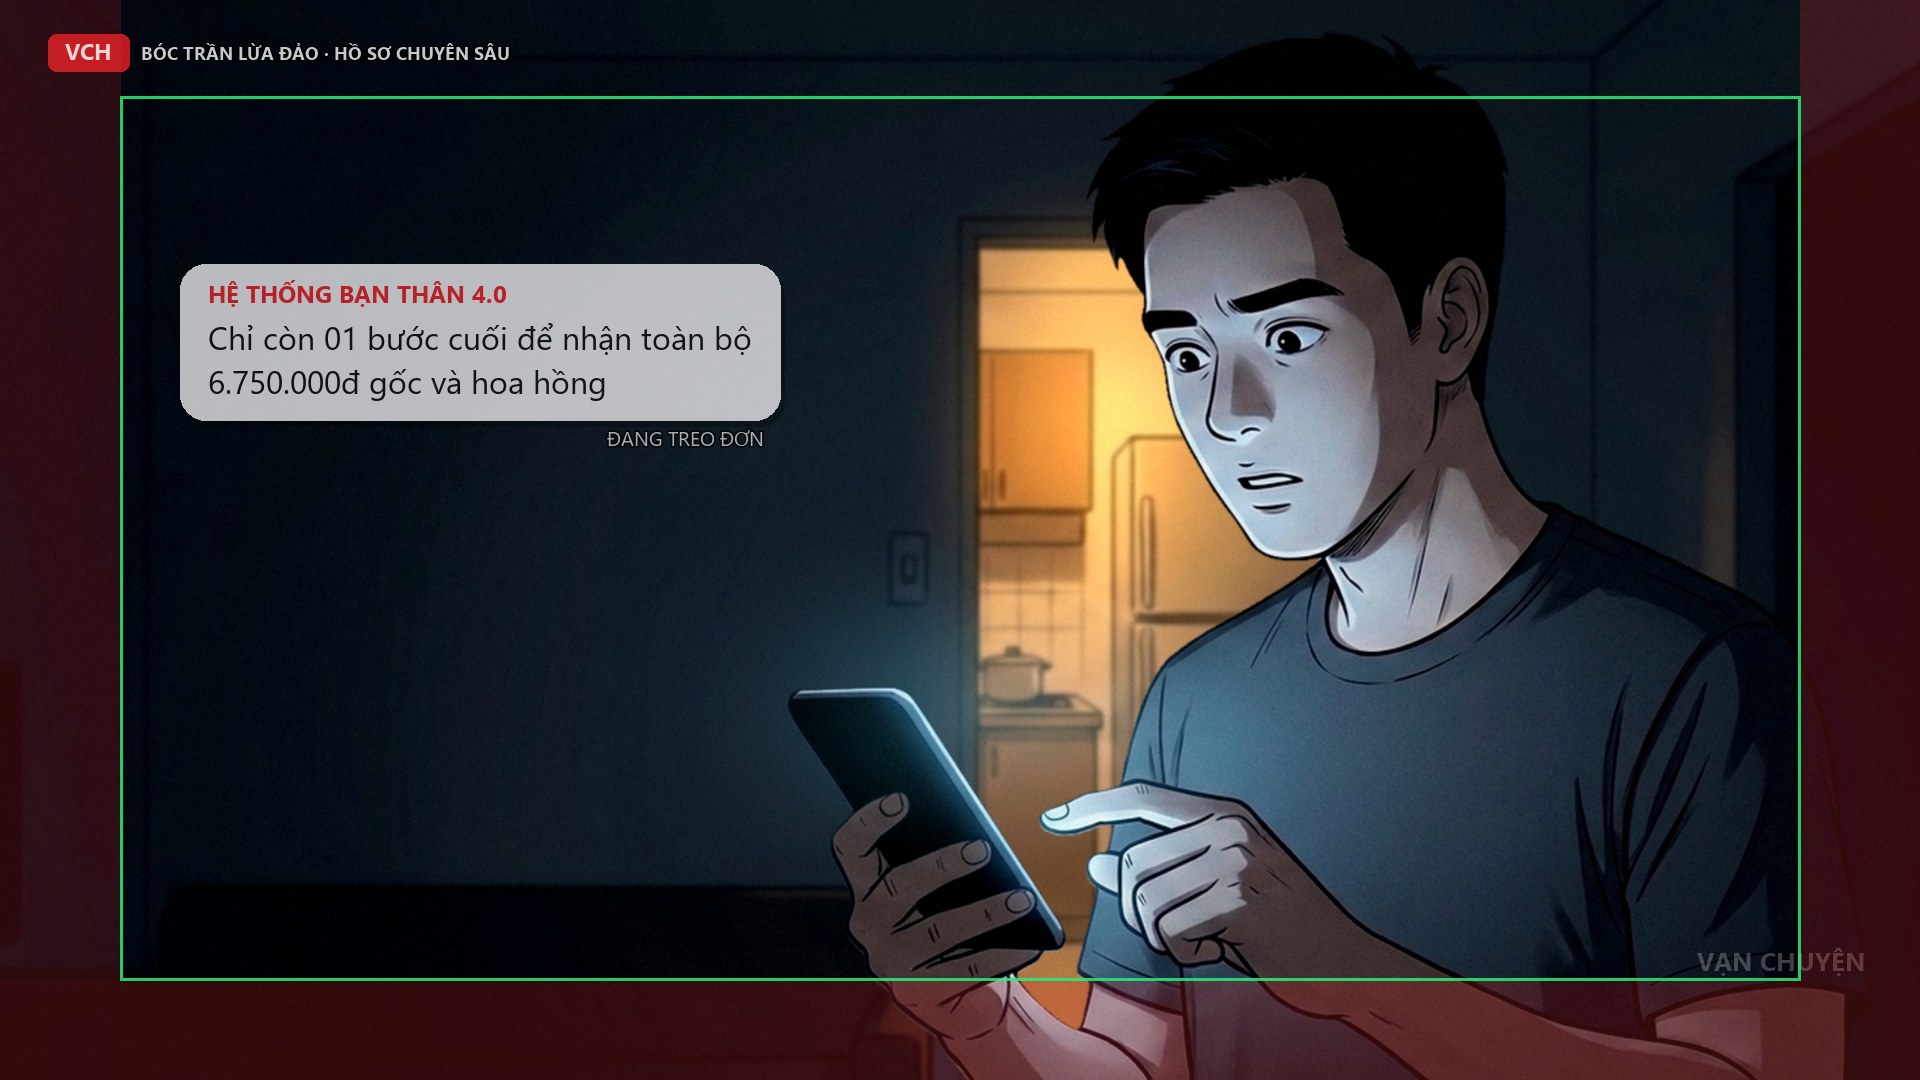 VCH
BÓC TRẦN LỪA ĐẢO · HỒ SƠ CHUYÊN SÂU
HỆ THỐNG BẠN THÂN 4.0
Chỉ còn 01 bước cuối để nhận toàn bộ
6.750.000đ gốc và hoa hồng
ĐANG TREO ĐƠN
VẠN CHUYỆN